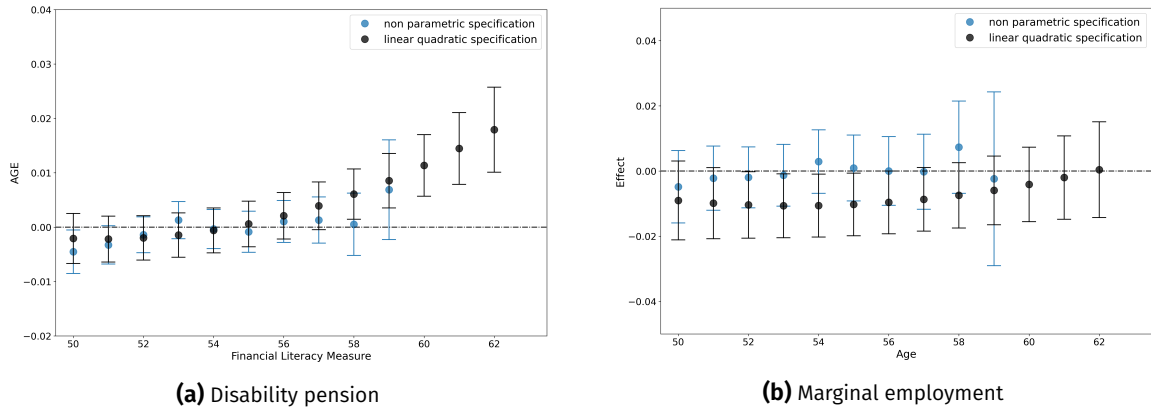 0.04
0.03
0.02
0.01
0.00
−0.01
−0.02
AGE
50
52
54
56
58
60
62
Financial Literacy Measure
non parametric specification
linear quadratic specification
(a) Disability pension
0.04
0.02
0.00
−0.02
−0.04
Effect
50
52
54
56
58
60
62
Age
non parametric specification
linear quadratic specification
(b) Marginal employment